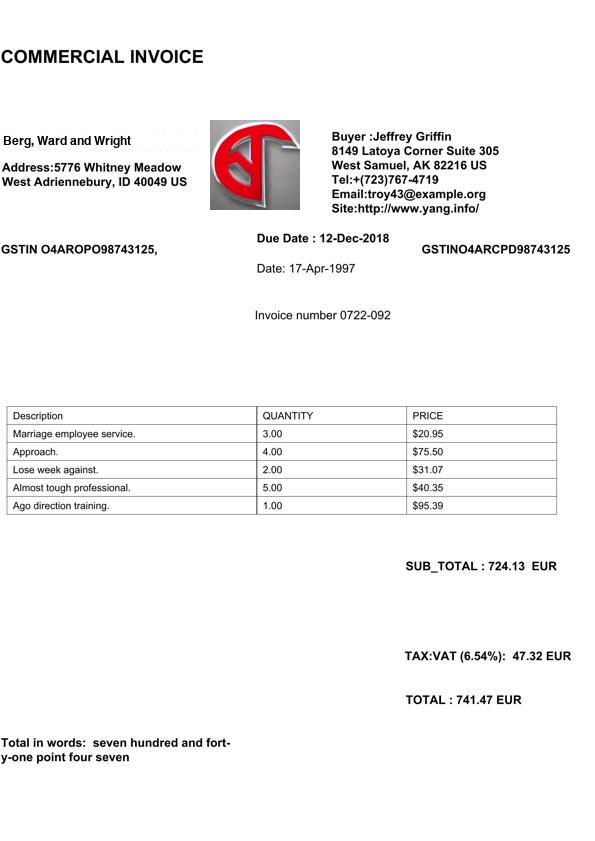 COMMERCIAL INVOICE
Berg, Ward and Wright
Address:5776 Whitney Meadow
West Adriennebury, ID 40049 US
Buyer :Jeffrey Griffin
8149 Latoya Corner Suite 305
West Samuel, AK 82216 US
Tel:+(723)767-4719
Email:troy43@example.org
Site:http://www.yang.info/
GSTIN O4AROPO98743125,
Due Date : 12-Dec-2018
GSTINO4ARCPD98743125
Date: 17-Apr-1997
Invoice number 0722-092
Description QUANTITY PRICE
Marriage employee service. 3.00 $20.95
Approach. 4.00 $75.50
Lose week against. 2.00 $31.07
Almost tough professional. 5.00 $40.35
Ago direction training. 1.00 $95.39
SUB_TOTAL : 724.13 EUR
TAX:VAT (6.54%): 47.32 EUR
TOTAL : 741.47 EUR
Total in words: seven hundred and fort-
y-one point four seven